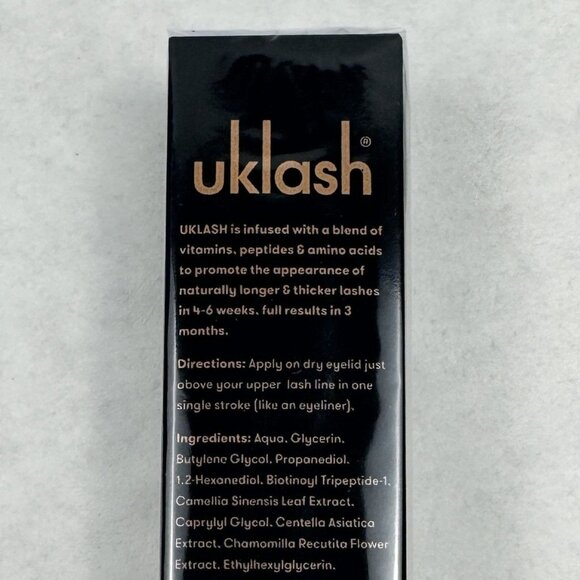 uklash®
UKLASH is infused with a blend of
vitamins, peptides & amino acids
to promote the appearance of
naturally longer & thicker lashes
in 4-6 weeks. full results in 3
months.
Directions: Apply on dry eyelid just
above your upper lash line in one
single stroke (like an eyeliner).
Ingredients: Aqua. Glycerin.
Butylene Glycol. Propanediol.
1.2-Hexanediol. Biotinoyl Tripeptide-1.
Camellia Sinensis Leaf Extract.
Caprylyl Glycol. Centella Asiatica
Extract. Chamomilla Recutita Flower
Extract. Ethylhexylglycerin.